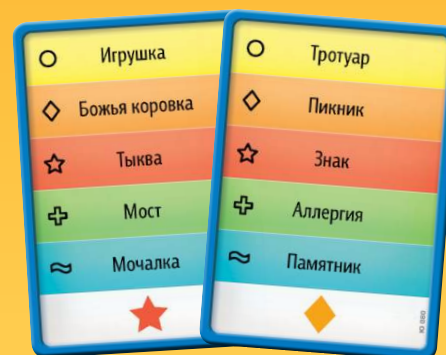 Игрушка
Божья коровка
Тыква
Мост
Мочалка
Тротуар
Пикник
Знак
Аллергия
Памятник